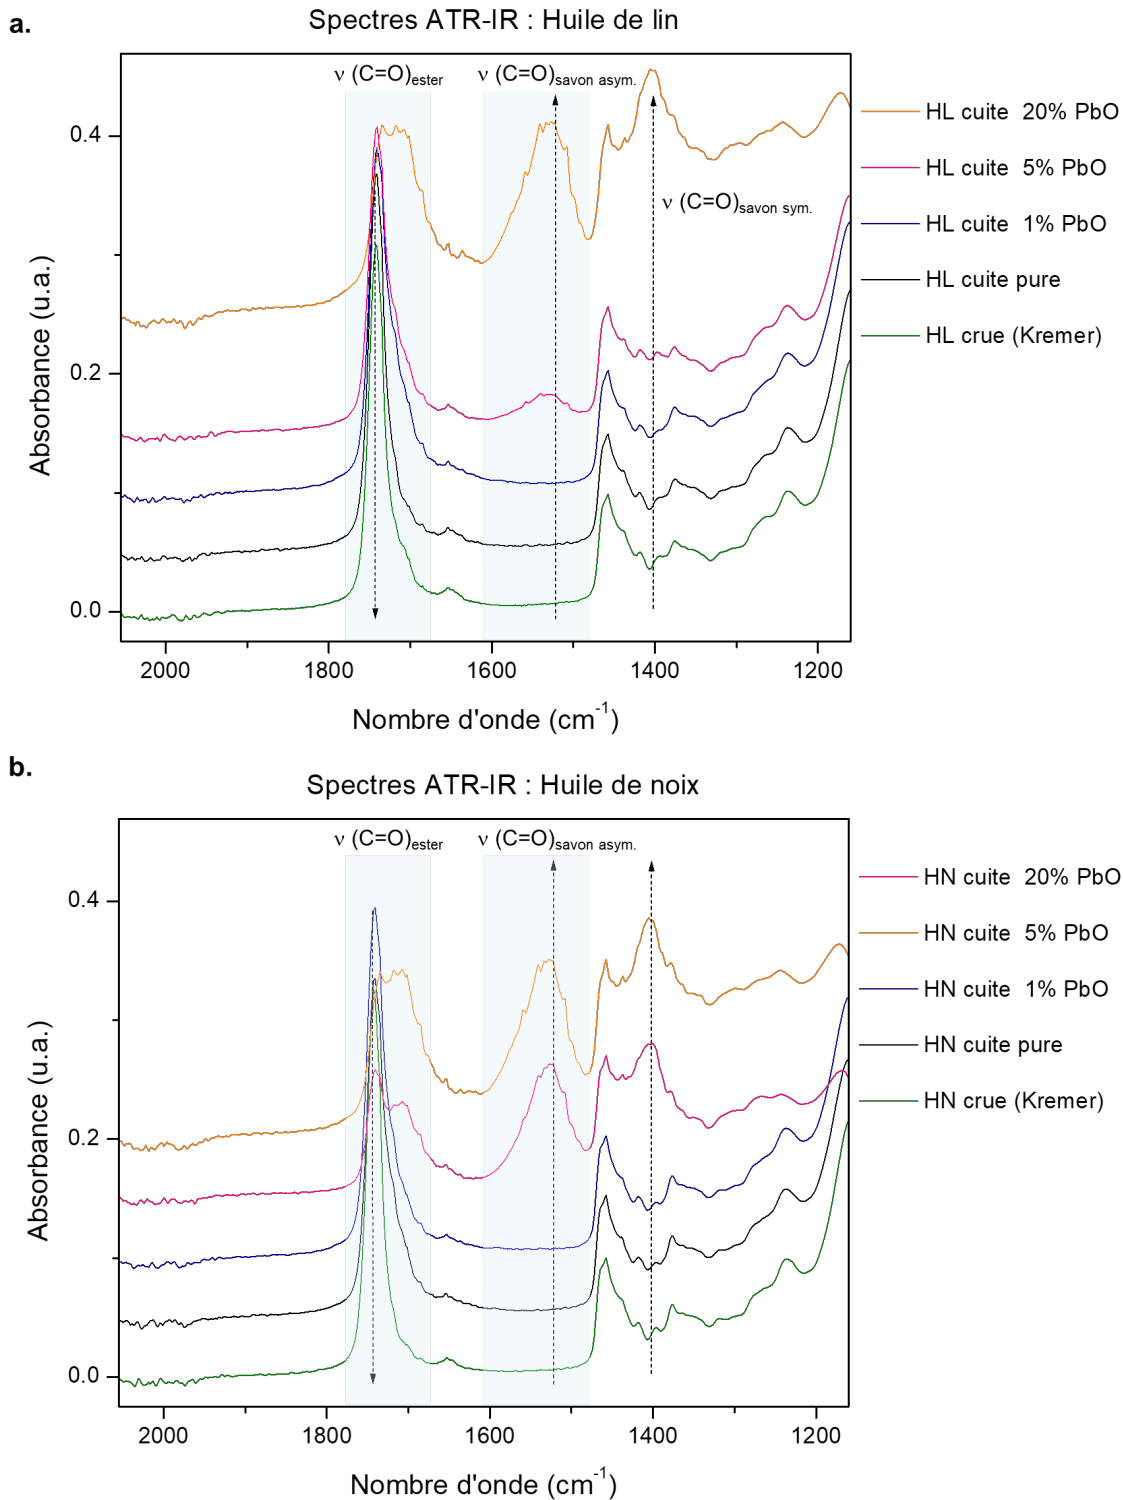 a.
Spectres ATR-IR : Huile de lin
ν (C=O)ester
ν (C=O)savon asym.
ν (C=O)savon sym.
HL cuite 20% PbO
HL cuite 5% PbO
HL cuite 1% PbO
HL cuite pure
HL crue (Kremer)
Absorbance (u.a.)
0.4
0.2
0.0
2000 1800 1600 1400 1200
Nombre d'onde (cm-1)
b.
Spectres ATR-IR : Huile de noix
ν (C=O)ester
ν (C=O)savon asym.
HN cuite 20% PbO
HN cuite 5% PbO
HN cuite 1% PbO
HN cuite pure
HN crue (Kremer)
Absorbance (u.a.)
0.4
0.2
0.0
2000 1800 1600 1400 1200
Nombre d'onde (cm-1)